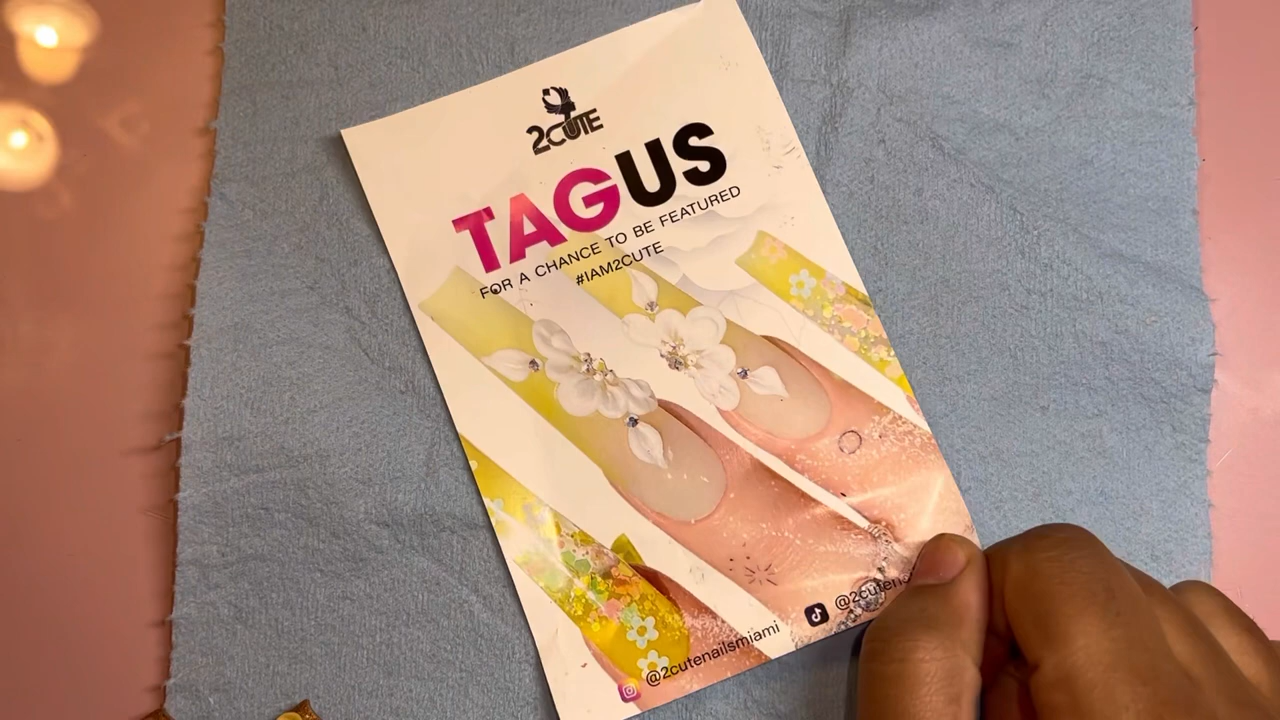 2CUTE
TAGUS
FOR A CHANCE TO BE FEATURED
#IAM2CUTE
@2cutenailsmiami